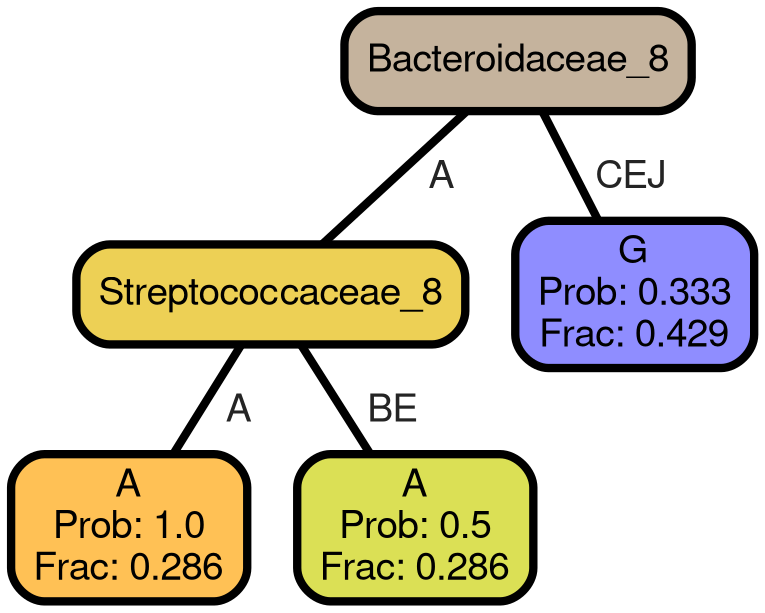 Bacteroidaceae_8
A
CEJ
Streptococcaceae_8
G
Prob: 0.333
Frac: 0.429
A
BE
A
Prob: 1.0
Frac: 0.286
A
Prob: 0.5
Frac: 0.286